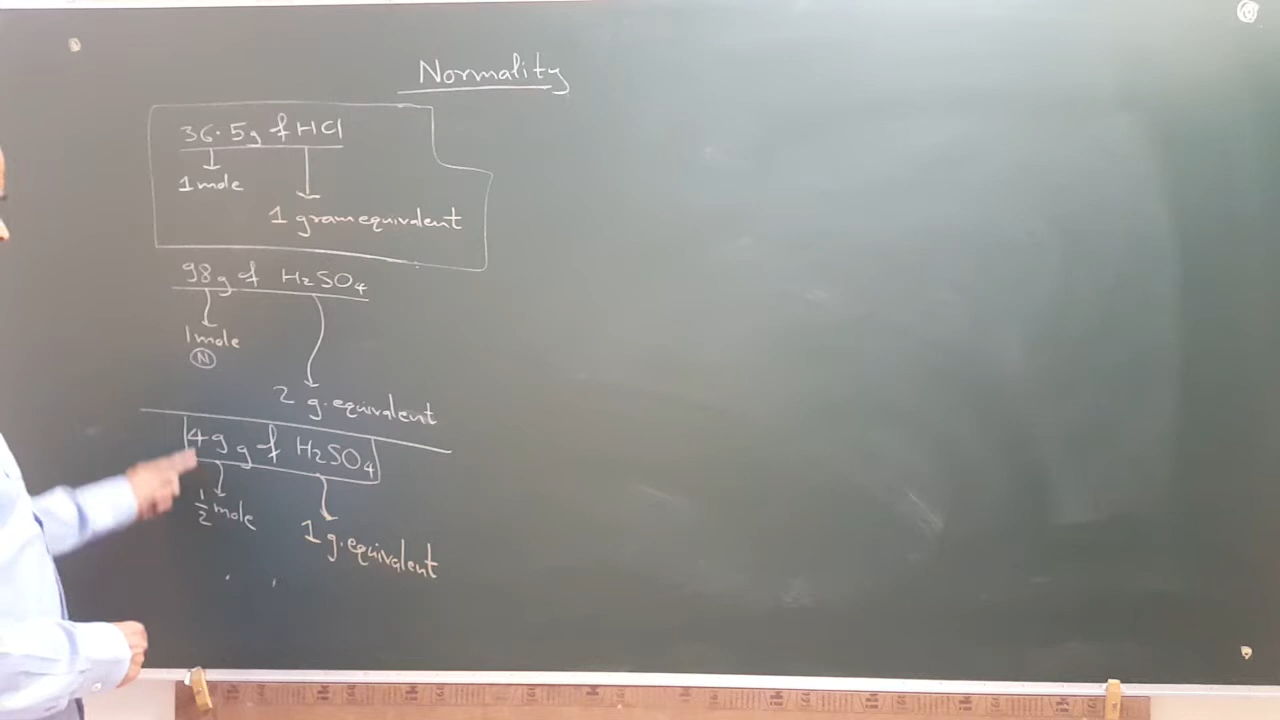 Normality
36.5g of HCl
1 mole
1 gram equivalent
98g of H₂SO₄
1 mole
N
2 g.equivalent
49 g of H₂SO₄
1/2 mole
1 g.equivalent